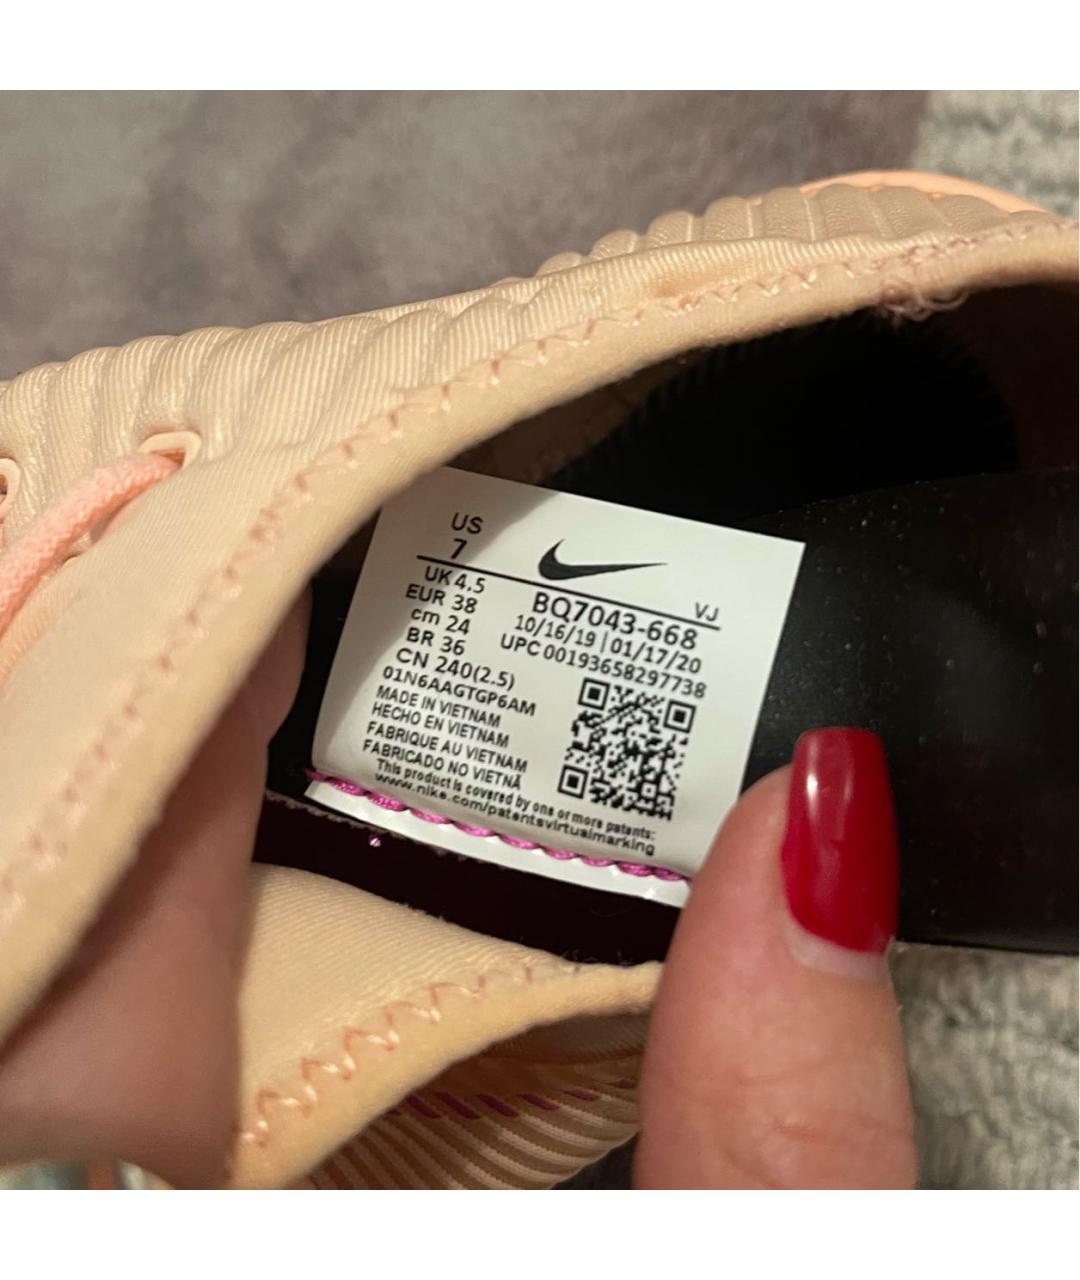 US
7
UK 4.5
EUR 38
cm 24
BR 36
CN 240(2.5)
01N6AAGTGP6AM
MADE IN VIETNAM
HECHO EN VIETNAM
FABRIQUE AU VIETNAM
FABRICADO NO VIETNÃ
This product is covered by one or more patents:
www.nike.com/patentsvirtualmarking
VJ
BQ7043-668
10/16/19 | 01/17/20
UPC 00193658297738